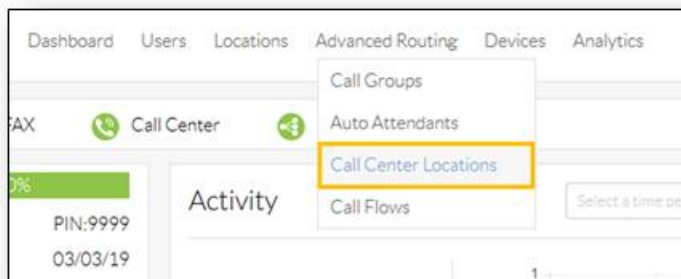 Dashboard Users Locations Advanced Routing Devices Analytics
Call Groups
FAX Call Center Auto Attendants
Call Center Locations
0%
Activity Call Flows Select a time pe
PIN:9999
03/03/19
1